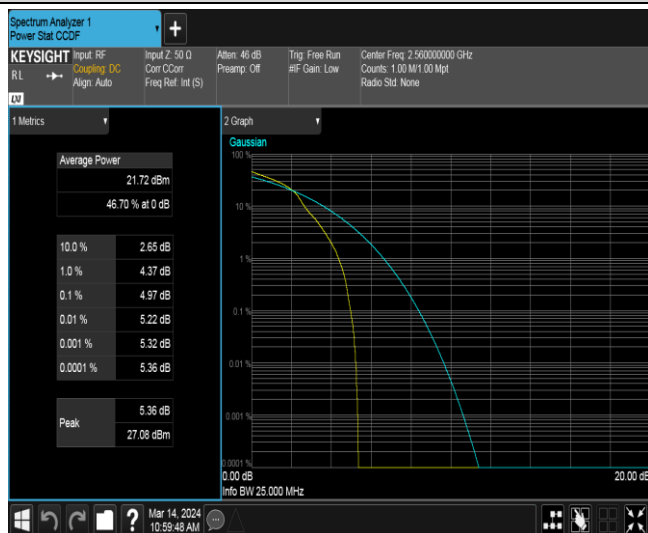 Spectrum Analyzer 1
Power Stat CCDF
KEYSIGHT
RL
LXI
Input: RF
Coupling: DC
Align: Auto
Input Z: 50 Ω
Corr CCorr
Freq Ref: Int (S)
Atten: 46 dB
Preamp: Off
Trig: Free Run
#IF Gain: Low
Center Freq: 2.560000000 GHz
Counts: 1.00 M/1.00 Mpt
Radio Std: None
1 Metrics
Average Power
21.72 dBm
46.70 % at 0 dB
10.0 % 2.65 dB
1.0 % 4.37 dB
0.1 % 4.97 dB
0.01 % 5.22 dB
0.001 % 5.32 dB
0.0001 % 5.36 dB
Peak
5.36 dB
27.08 dBm
2 Graph
Gaussian
100 %
10 %
1 %
0.1 %
0.01 %
0.001 %
0.0001 %
0.00 dB
20.00 dB
Info BW 25.000 MHz
?
Mar 14, 2024
10:59:48 AM